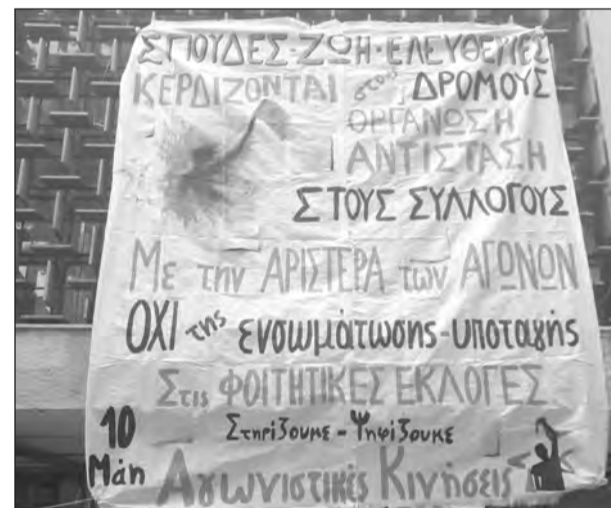 ΣΠΟΥΔΕΣ·ΖΩΗ·ΕΛΕΥΘΕΡΙΕΣ
ΚΕΡΔΙΖΟΝΤΑΙ στους ΔΡΟΜΟΥΣ
ΟΡΓΑΝΩΣΗ
ΑΝΤΙΣΤΑΣΗ
ΣΤΟΥΣ ΣΥΛΛΟΓΟΥΣ
Με την ΑΡΙΣΤΕΡΑ των ΑΓΩΝΩΝ
ΟΧΙ της ενσωμάτωσης-υποταγής
Στις ΦΟΙΤΗΤΙΚΕΣ ΕΚΛΟΓΕΣ
10 Μάη
Στηρίζουμε - Ψηφίζουμε
Αγωνιστικές Κινήσεις